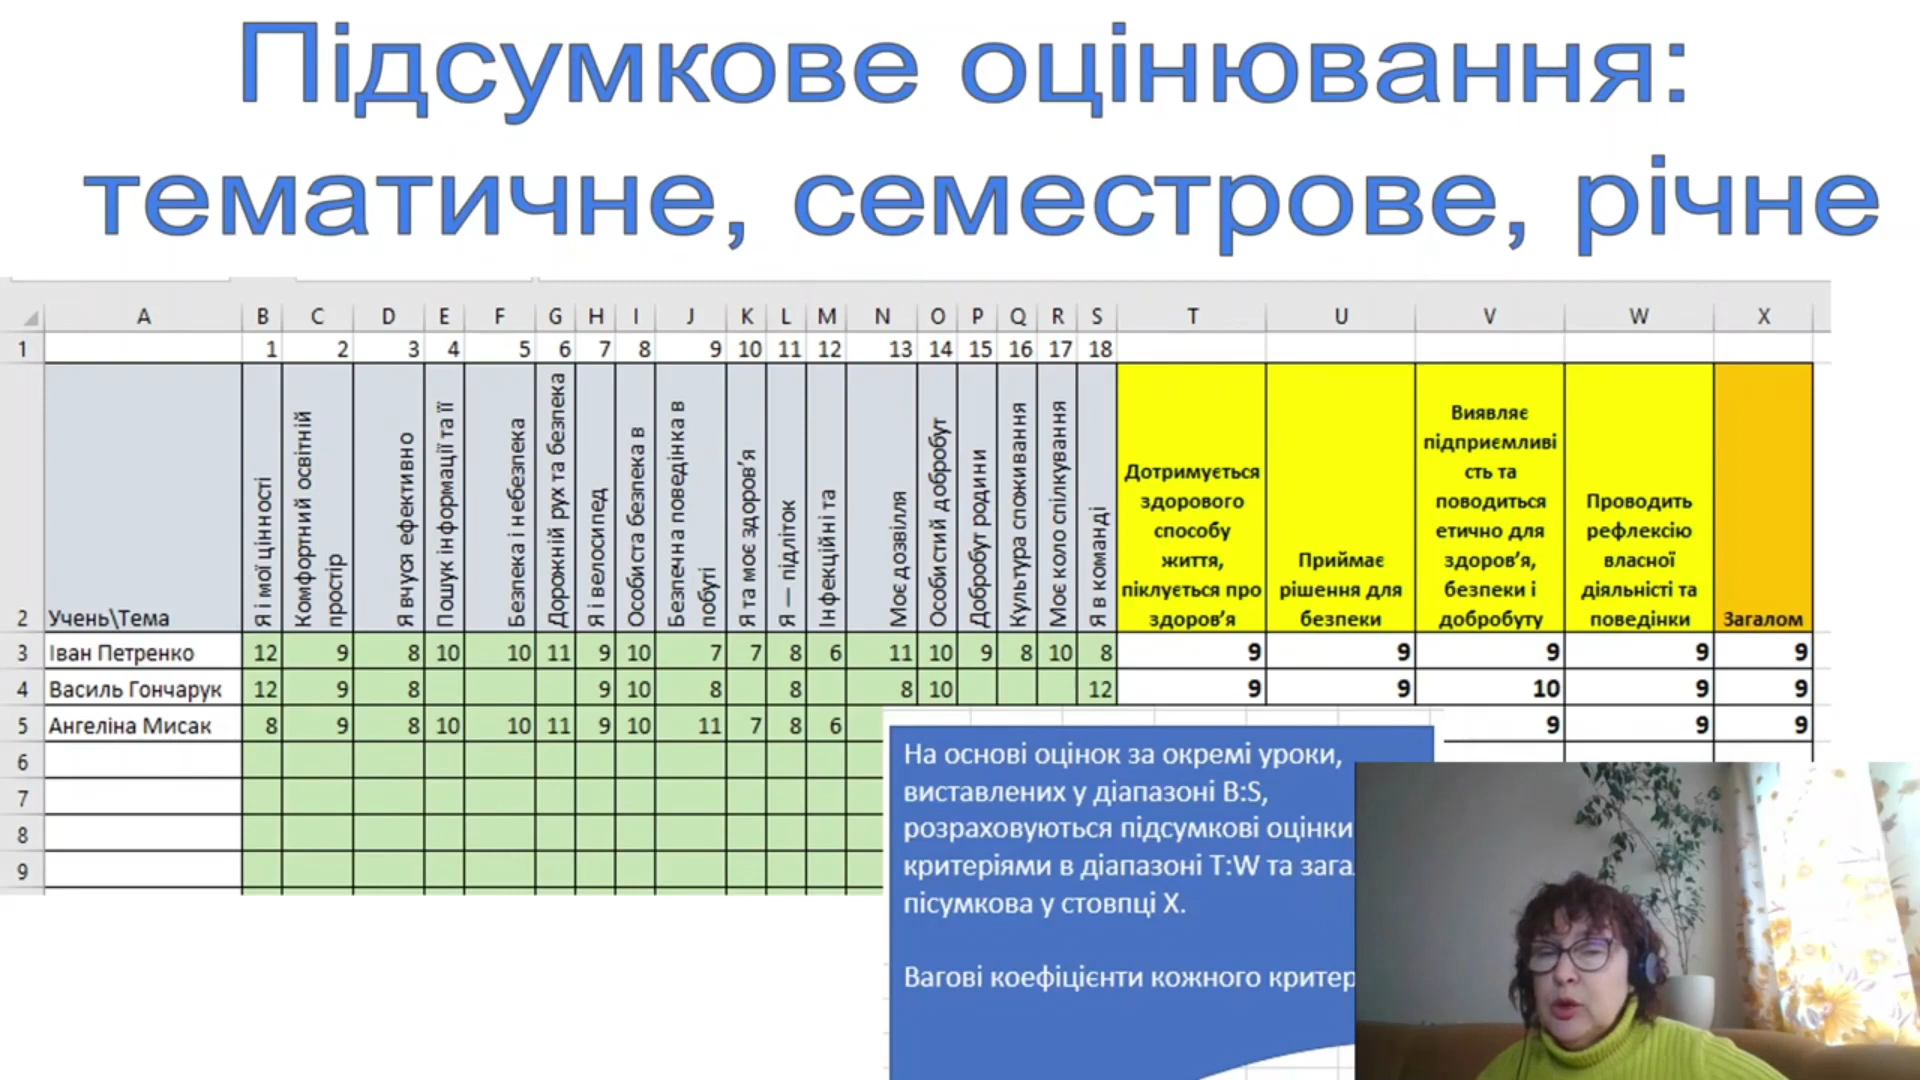 Підсумкове оцінювання:
тематичне, семестрове, річне
A B C D E F G H I J K L M N O P Q R S T U V W X
1 1 2 3 4 5 6 7 8 9 10 11 12 13 14 15 16 17 18
2 Учень\Тема
Я і мої цінності
Комфортний освітній
простір
Я вчуся ефективно
Пошук інформації та її
Безпека і небезпека
Дорожній рух та безпека
Я і велосипед
Особиста безпека в
Безпечна поведінка в
побуті
Я та моє здоров’я
Я — підліток
Інфекційні та
Моє дозвілля
Особистий добробут
Добробут родини
Культура споживання
Моє коло спілкування
Я в команді
Дотримується
здорового
способу
життя,
піклується про
здоров’я
Приймає
рішення для
безпеки
Виявляє
підприємливі
сть та
поводиться
етично для
здоров’я,
безпеки і
добробуту
Проводить
рефлексію
власної
діяльності та
поведінки
Загалом
3 Іван Петренко 12 9 8 10 10 11 9 10 7 7 8 6 11 10 9 8 10 8 9 9 9 9 9
4 Василь Гончарук 12 9 8 9 10 8 8 8 10 12 9 9 10 9 9
5 Ангеліна Мисак 8 9 8 10 10 11 9 10 11 7 8 6 9 9 9
6
7
8
9
На основі оцінок за окремі уроки,
виставлених у діапазоні B:S,
розраховуються підсумкові оцінки
критеріями в діапазоні T:W та зага
пісумкова у стовпці X.
Вагові коефіцієнти кожного критер